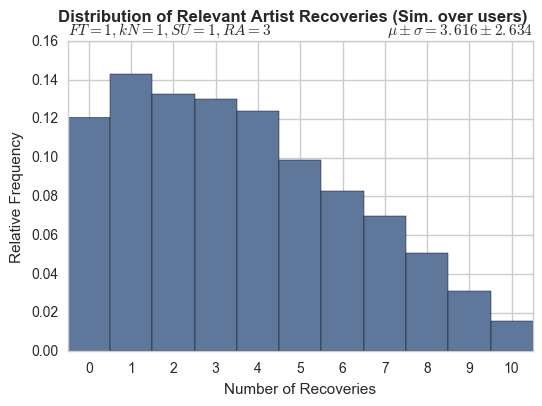 Distribution of Relevant Artist Recoveries (Sim. over users)
FT = 1, kN = 1, SU = 1, RA = 3
μ ± σ = 3.616 ± 2.634
0.16
0.14
0.12
0.10
0.08
0.06
0.04
0.02
0.00
Relative Frequency
0 1 2 3 4 5 6 7 8 9 10
Number of Recoveries